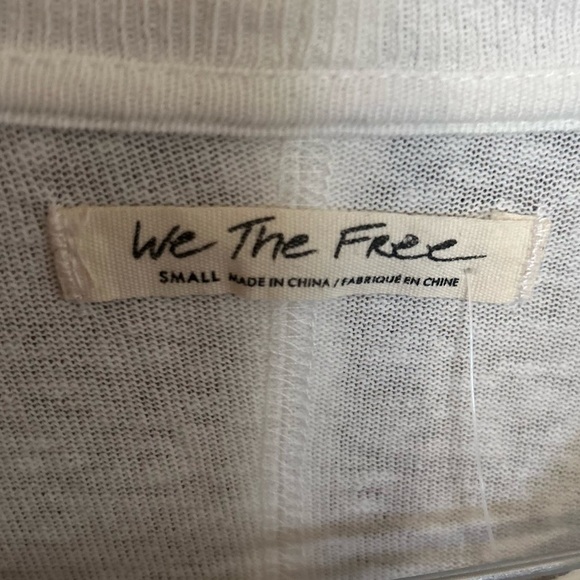 We The Free
SMALL MADE IN CHINA / FABRIQUÉ EN CHINE